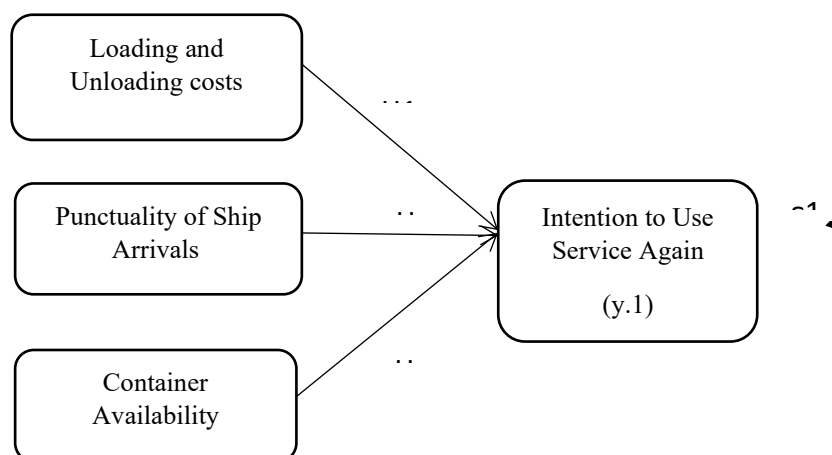 Loading and
Unloading costs
Punctuality of Ship
Arrivals
Intention to Use
Service Again
(y.1)
Container
Availability